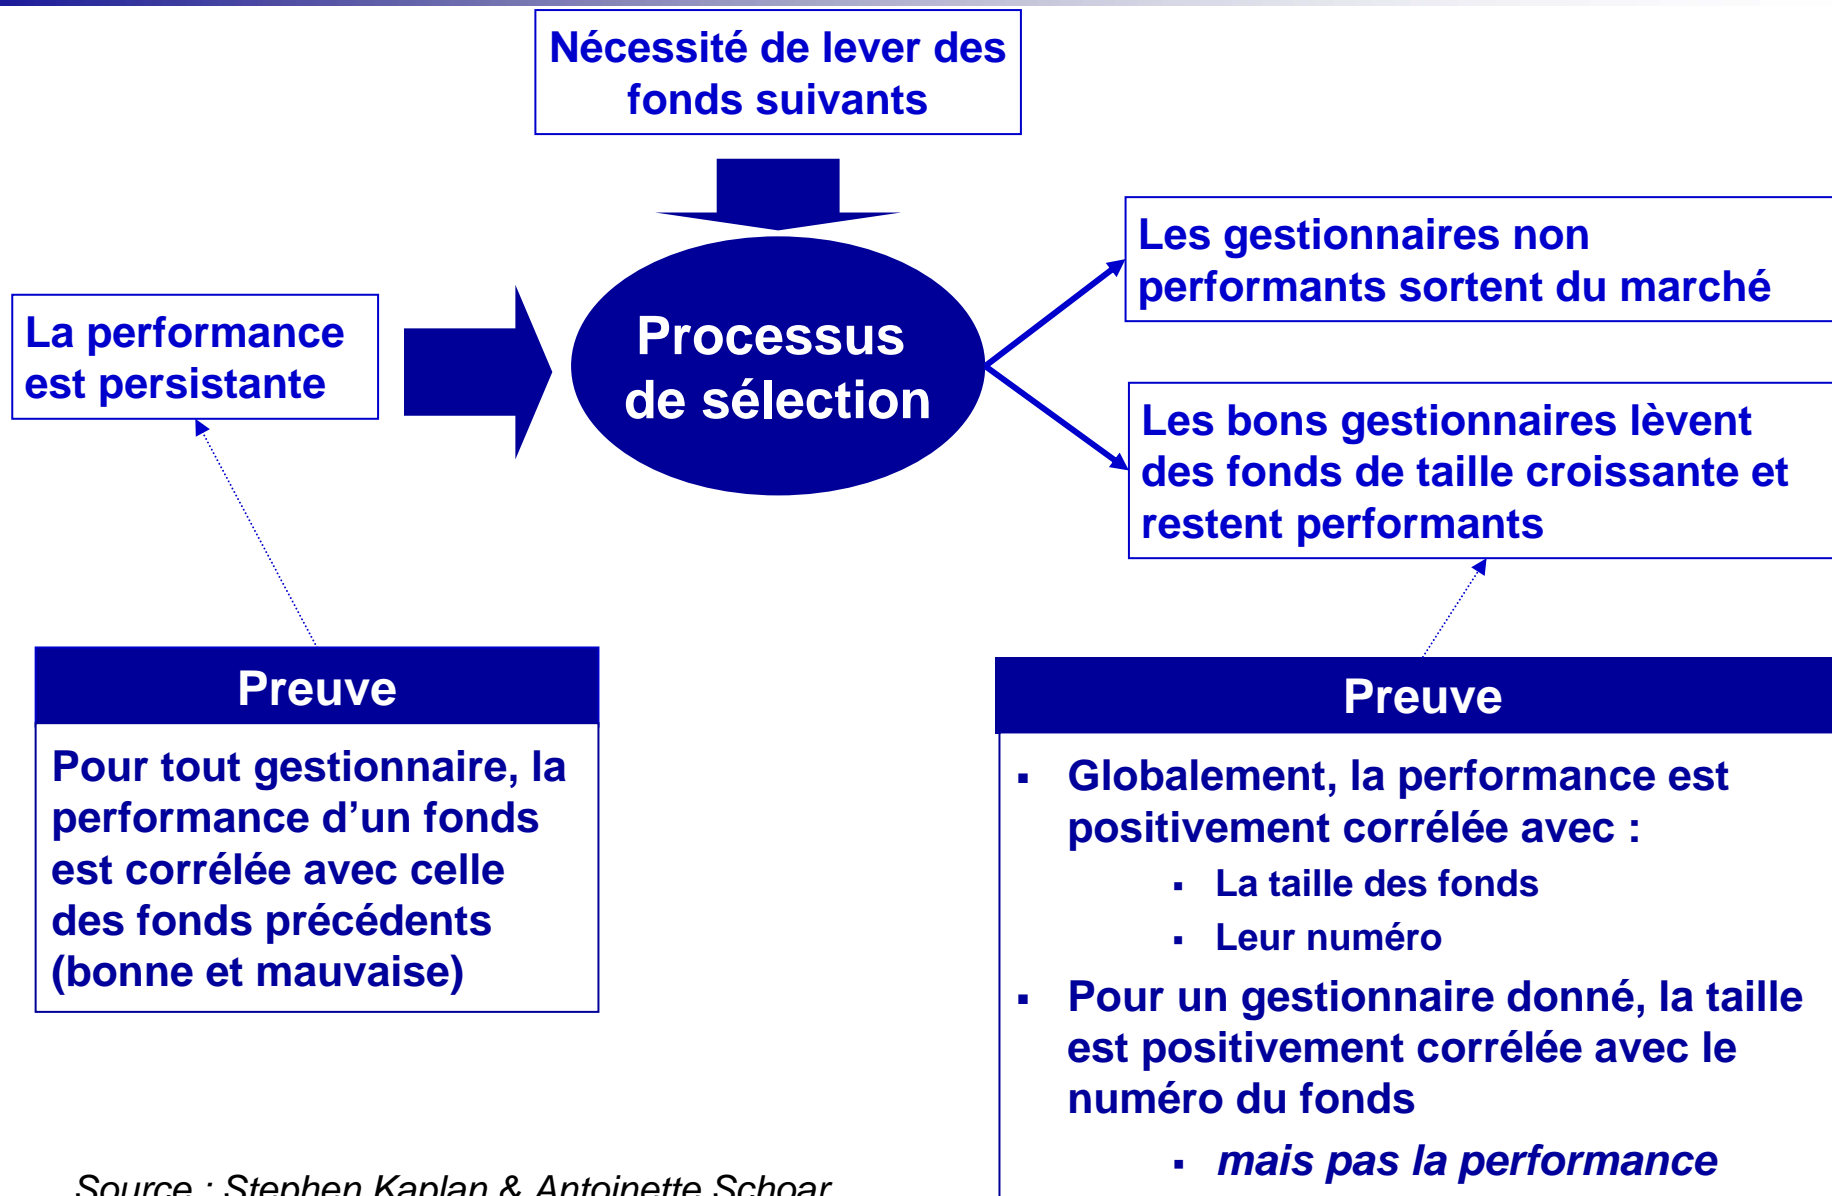 Nécessité de lever des
fonds suivants
Les gestionnaires non
performants sortent du marché
La performance
est persistante
Processus
de sélection
Les bons gestionnaires lèvent
des fonds de taille croissante et
restent performants
Preuve
Pour tout gestionnaire, la
performance d’un fonds
est corrélée avec celle
des fonds précédents
(bonne et mauvaise)
Preuve
▪ Globalement, la performance est
positivement corrélée avec :
▪ La taille des fonds
▪ Leur numéro
▪ Pour un gestionnaire donné, la taille
est positivement corrélée avec le
numéro du fonds
▪ mais pas la performance
Source : Stephen Kaplan & Antoinette Schoar